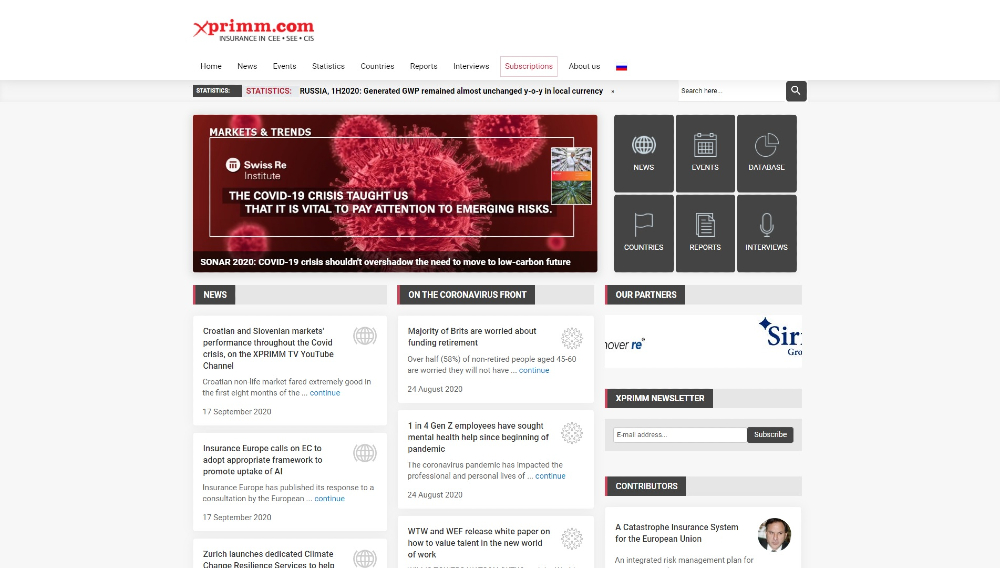 xprimm.com
INSURANCE IN CEE • SEE • CIS
Home News Events Statistics Countries Reports Interviews Subscriptions About us
STATISTICS: STATISTICS: RUSSIA, 1H2020: Generated GWP remained almost unchanged y-o-y in local currency »
Search here...
MARKETS & TRENDS
Swiss Re
Institute
THE COVID-19 CRISIS TAUGHT US
THAT IT IS VITAL TO PAY ATTENTION TO EMERGING RISKS.
SONAR 2020: COVID-19 crisis shouldn't overshadow the need to move to low-carbon future
NEWS EVENTS DATABASE
COUNTRIES REPORTS INTERVIEWS
NEWS
Croatian and Slovenian markets'
performance throughout the Covid
crisis, on the XPRIMM TV YouTube
Channel
Croatian non-life market fared extremely good in
the first eight months of the ... continue
17 September 2020
Insurance Europe calls on EC to
adopt appropriate framework to
promote uptake of AI
Insurance Europe has published its response to a
consultation by the European ... continue
17 September 2020
Zurich launches dedicated Climate
Change Resilience Services to help
ON THE CORONAVIRUS FRONT
Majority of Brits are worried about
funding retirement
Over half (58%) of non-retired people aged 45-60
are worried they will not have ... continue
24 August 2020
1 in 4 Gen Z employees have sought
mental health help since beginning of
pandemic
The coronavirus pandemic has impacted the
professional and personal lives of ... continue
24 August 2020
WTW and WEF release white paper on
how to value talent in the new world
of work
OUR PARTNERS
nover re
Sir
Gro
XPRIMM NEWSLETTER
E-mail address...
Subscribe
CONTRIBUTORS
A Catastrophe Insurance System
for the European Union
An integrated risk management plan for